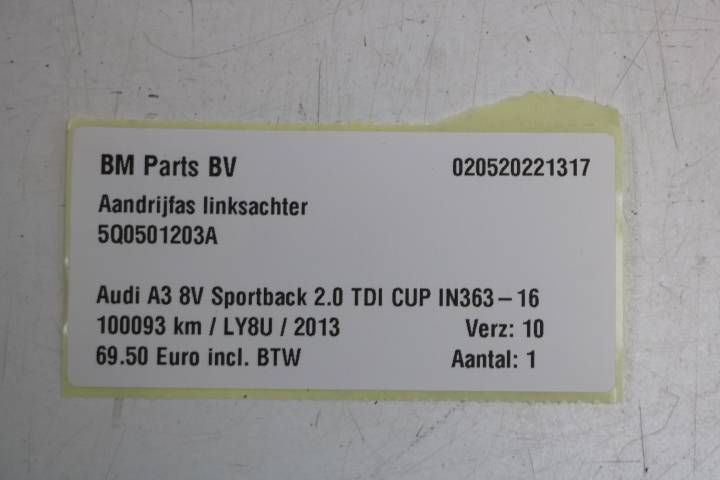 BM Parts BV 020520221317
Aandrijfas linksachter
5Q0501203A
Audi A3 8V Sportback 2.0 TDI CUP IN363-16
100093 km / LY8U / 2013 Verz: 10
69.50 Euro incl. BTW Aantal: 1